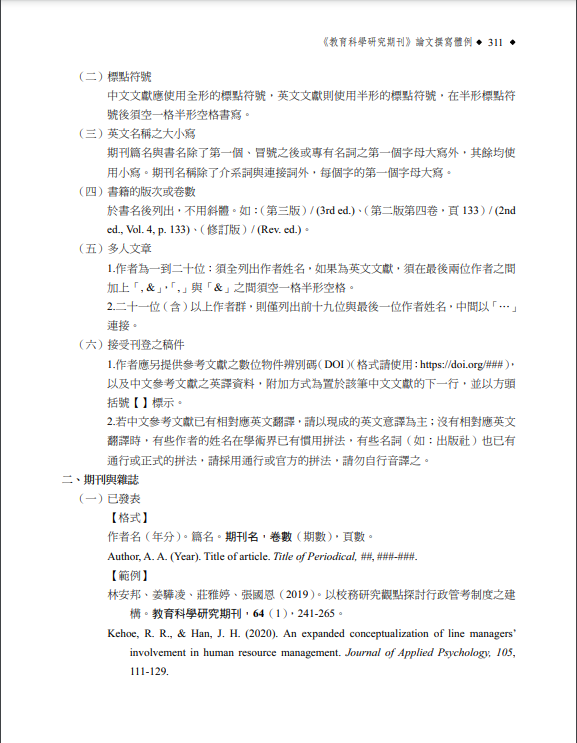 《教育科學研究期刊》論文撰寫體例 ◆ 311 ◆
（二）標點符號
中文文獻應使用全形的標點符號，英文文獻則使用半形的標點符號，在半形標點符
號後須空一格半形空格書寫。
（三）英文名稱之大小寫
期刊篇名與書名除了第一個、冒號之後或專有名詞之第一個字母大寫外，其餘均使
用小寫。期刊名稱除了介系詞與連接詞外，每個字的第一個字母大寫。
（四）書籍的版次或卷數
於書名後列出，不用斜體。如：（第三版）/ (3rd ed.)、（第二版第四卷，頁 133）/ (2nd
ed., Vol. 4, p. 133)、（修訂版）/ (Rev. ed.)。
（五）多人文章
1.作者為一到二十位：須全列出作者姓名，如果為英文文獻，須在最後兩位作者之間
加上「, &」，「,」與「&」之間須空一格半形空格。
2.二十一位（含）以上作者群，則僅列出前十九位與最後一位作者姓名，中間以「…」
連接。
（六）接受刊登之稿件
1.作者應另提供參考文獻之數位物件辨別碼（DOI）（格式請使用：https://doi.org/###），
以及中文參考文獻之英譯資料，附加方式為置於該筆中文文獻的下一行，並以方頭
括號【】標示。
2.若中文參考文獻已有相對應英文翻譯，請以現成的英文意譯為主；沒有相對應英文
翻譯時，有些作者的姓名在學術界已有慣用拼法，有些名詞（如：出版社）也已有
通行或正式的拼法，請採用通行或官方的拼法，請勿自行音譯之。
二、期刊與雜誌
（一）已發表
【格式】
作者名（年分）。篇名。期刊名，卷數（期數），頁數。
Author, A. A. (Year). Title of article. Title of Periodical, ##, ###-###.
【範例】
林安邦、姜驊凌、莊雅婷、張國恩（2019）。以校務研究觀點探討行政管考制度之建
構。教育科學研究期刊，64（1），241-265。
Kehoe, R. R., & Han, J. H. (2020). An expanded conceptualization of line managers’
involvement in human resource management. Journal of Applied Psychology, 105,
111-129.